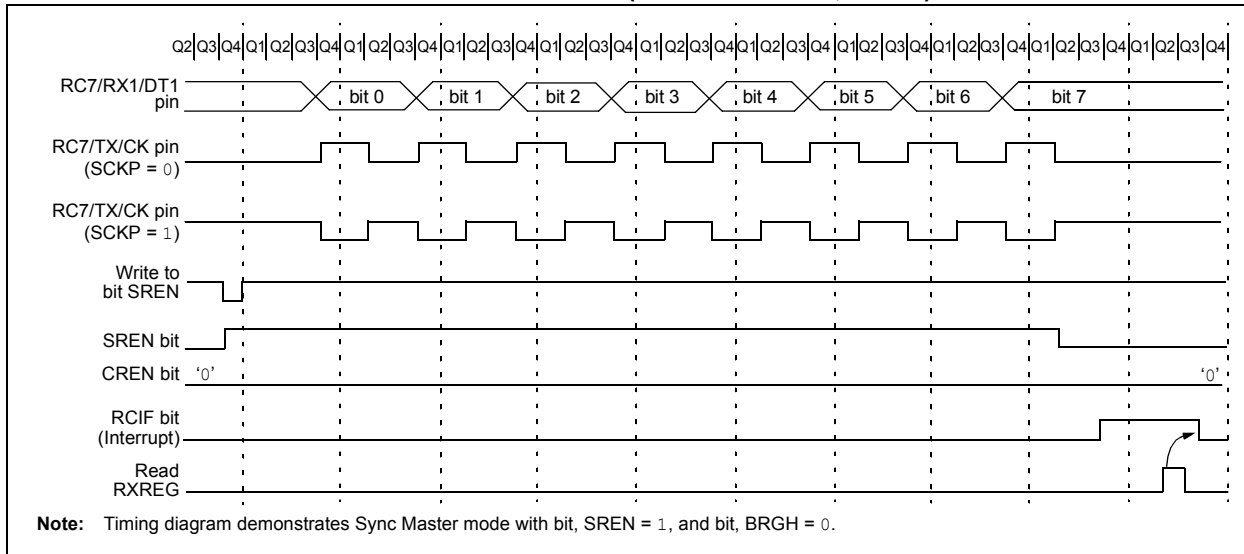 Q2 Q3 Q4 Q1 Q2 Q3 Q4 Q1 Q2 Q3 Q4 Q1 Q2 Q3 Q4 Q1 Q2 Q3 Q4 Q1 Q2 Q3 Q4 Q1 Q2 Q3 Q4 Q1 Q2 Q3 Q4 Q1 Q2 Q3 Q4 Q1 Q2 Q3 Q4 Q1 Q2 Q3 Q4
RC7/RX1/DT1
pin
bit 0 bit 1 bit 2 bit 3 bit 4 bit 5 bit 6 bit 7
RC7/TX/CK pin
(SCKP = 0)
RC7/TX/CK pin
(SCKP = 1)
Write to
bit SREN
SREN bit
CREN bit ‘0’ ‘0’
RCIF bit
(Interrupt)
Read
RXREG
Note: Timing diagram demonstrates Sync Master mode with bit, SREN = 1, and bit, BRGH = 0.